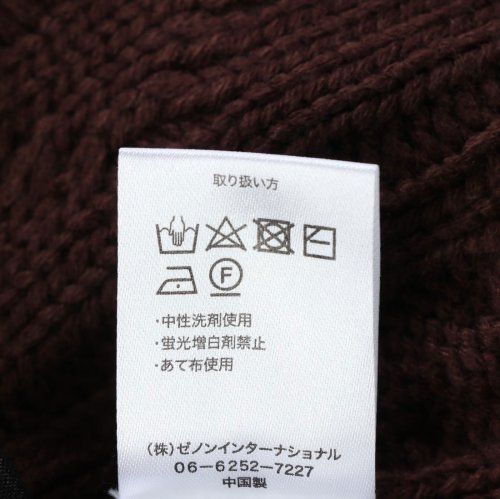 取り扱い方
F
・中性洗剤使用
・蛍光増白剤禁止
・あて布使用
(株)ゼノンインターナショナル
06-6252-7227
中国製